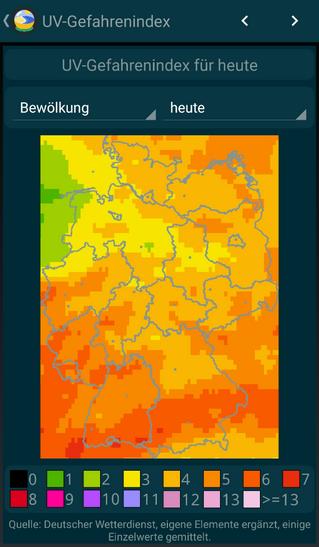 UV-Gefahrenindex
UV-Gefahrenindex für heute
Bewölkung heute
0 1 2 3 4 5 6 7
8 9 10 11 12 13 >=13
Quelle: Deutscher Wetterdienst, eigene Elemente ergänzt, einige
Einzelwerte gemittelt.